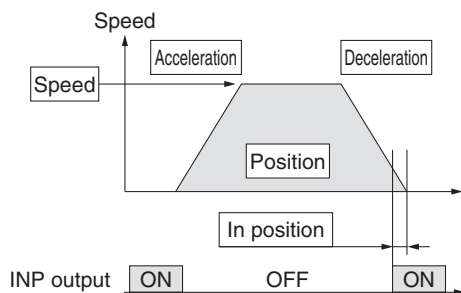 Speed
Acceleration
Deceleration
Speed
Position
In position
INP output
ON
OFF
ON